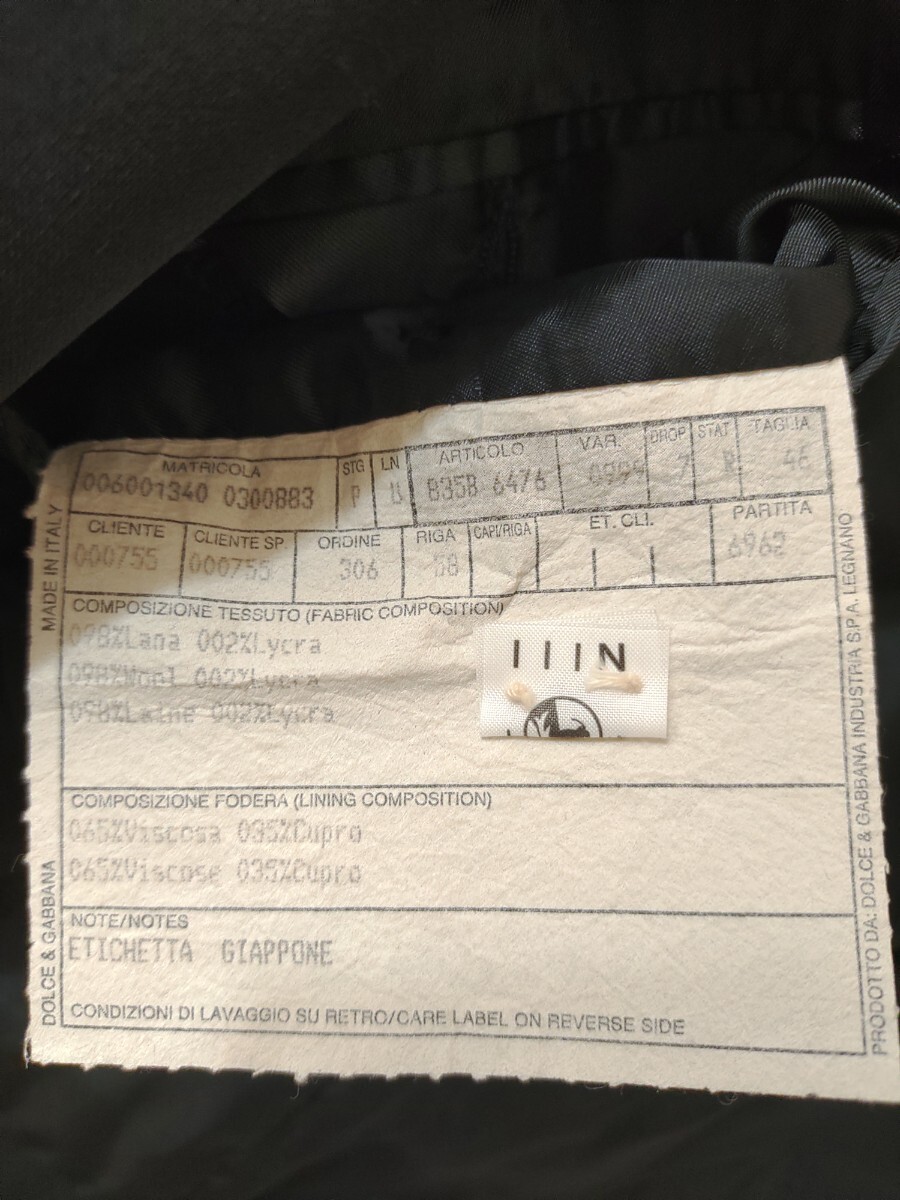 MATRICOLA STG LN ARTICOLO VAR. DROP STAT TAGLIA
006001340 0300883 P U 835B 6476 0999 7 R 46
CLIENTE CLIENTE SP. ORDINE RIGA CAPI/RIGA ET. CLI. PARTITA
000755 000755 306 58 6962
COMPOSIZIONE TESSUTO (FABRIC COMPOSITION)
098%Lana 002%Lycra
098%Wool 002%Lycra
098%Laine 002%Lycra
IIIN
COMPOSIZIONE FODERA (LINING COMPOSITION)
065%Viscosa 035%Cupro
065%Viscose 035%Cupro
NOTE/NOTES
ETICHETTA GIAPPONE
CONDIZIONI DI LAVAGGIO SU RETRO/CARE LABEL ON REVERSE SIDE
DOLCE & GABBANA MADE IN ITALY
PRODOTTO DA: DOLCE & GABBANA INDUSTRIA S.P.A. LEGNANO